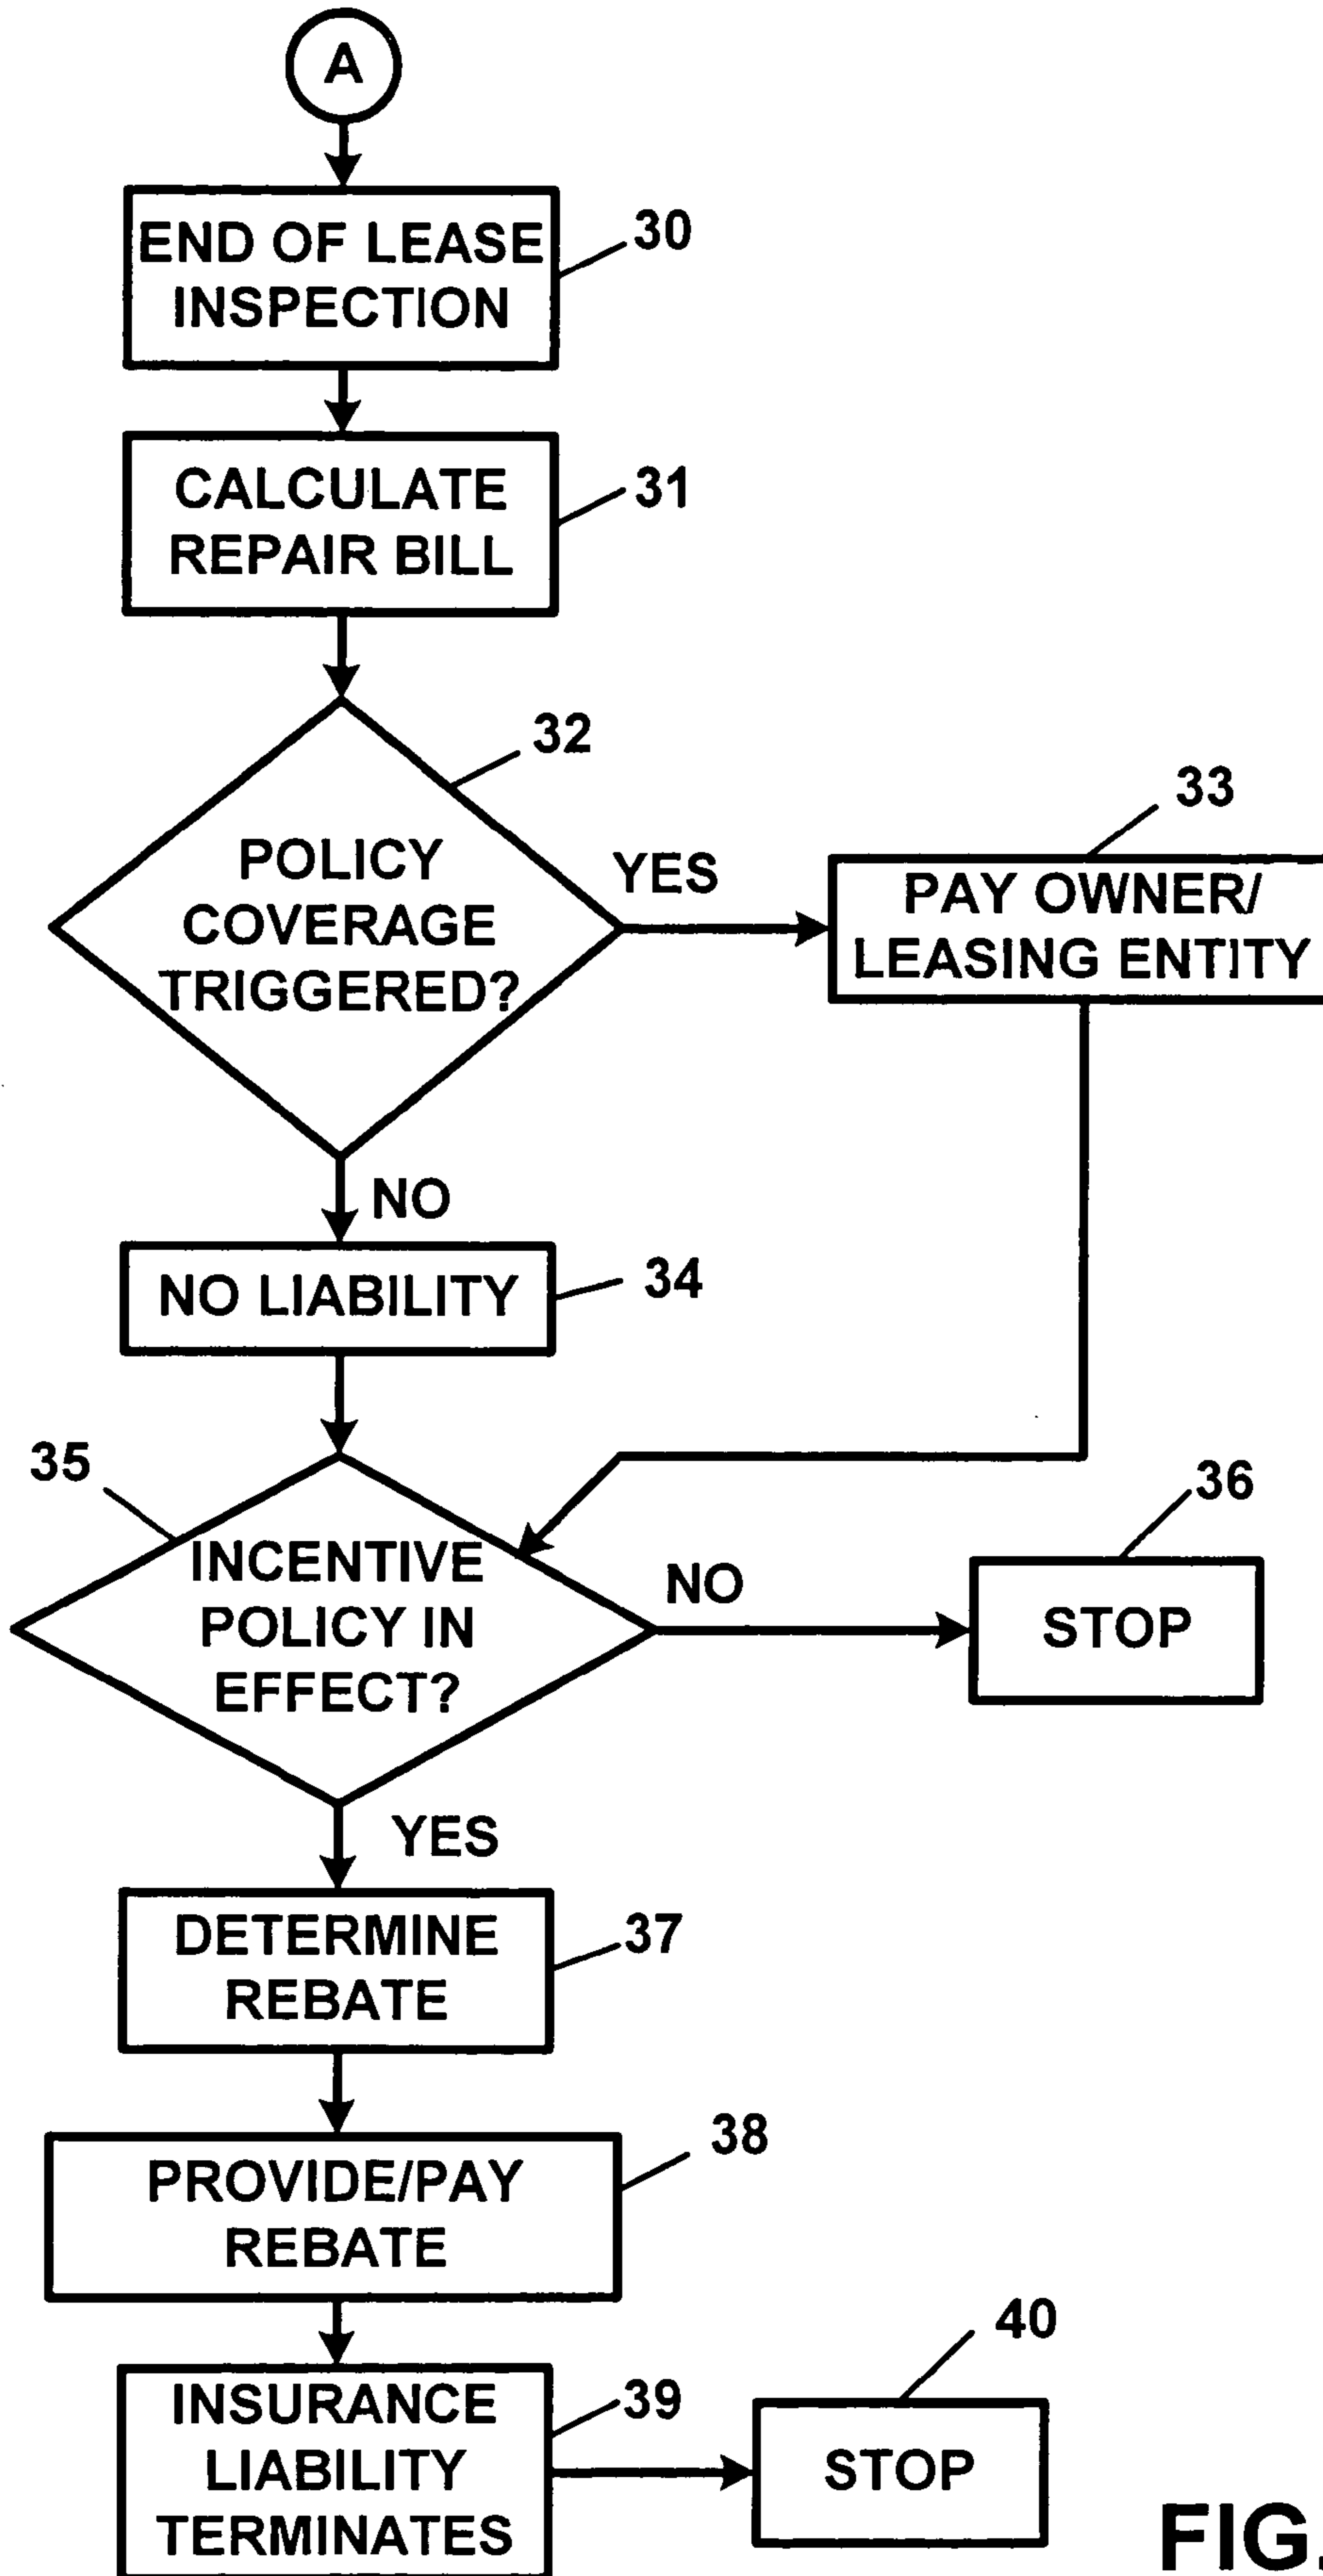 A
END OF LEASE
INSPECTION
30
CALCULATE
REPAIR BILL
31
32
POLICY
COVERAGE
TRIGGERED?
YES
33
PAY OWNER/
LEASING ENTITY
NO
NO LIABILITY
34
35
INCENTIVE
POLICY IN
EFFECT?
NO
36
STOP
YES
DETERMINE
REBATE
37
PROVIDE/PAY
REBATE
38
INSURANCE
LIABILITY
TERMINATES
39
40
STOP
FIG.